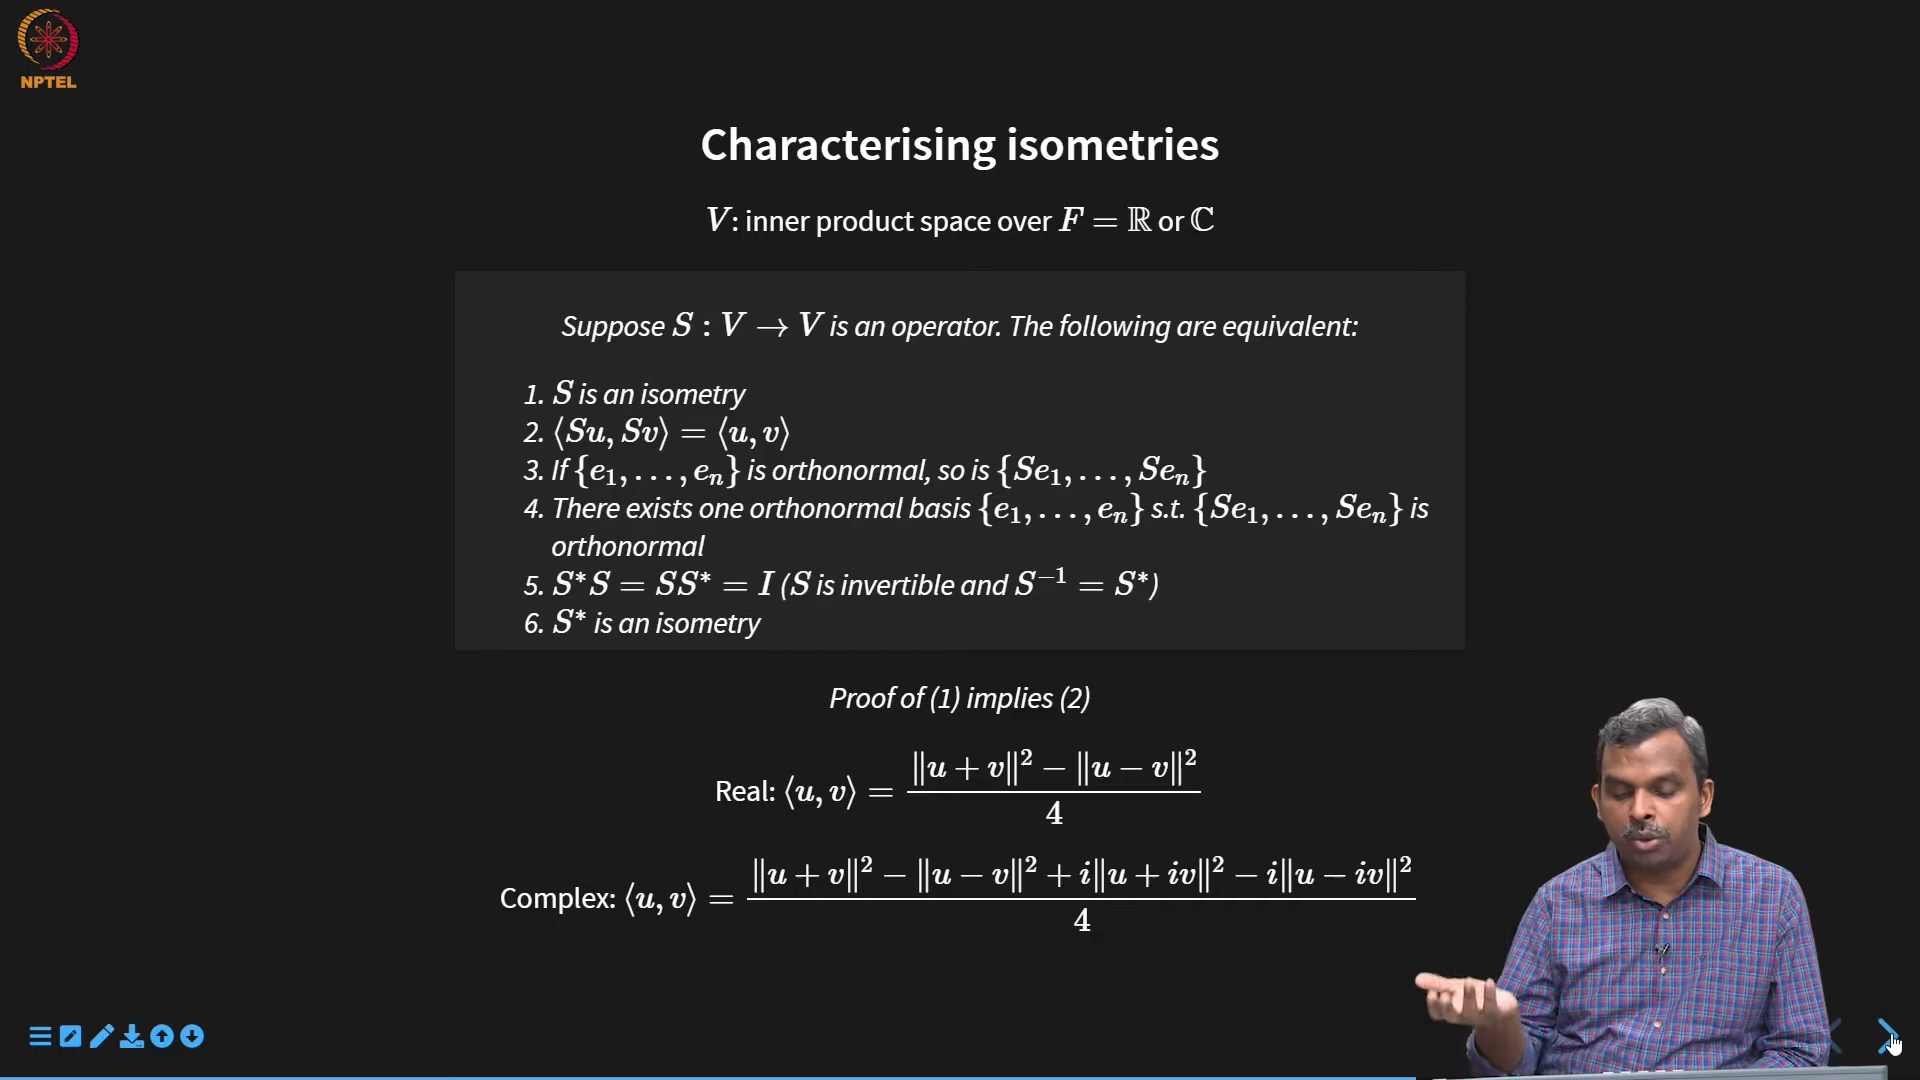 NPTEL
Characterising isometries
V: inner product space over F = ℝ or ℂ
Suppose S : V → V is an operator. The following are equivalent:
1. S is an isometry
2. ⟨Su, Sv⟩ = ⟨u, v⟩
3. If {e₁, . . . , eₙ} is orthonormal, so is {Se₁, . . . , Seₙ}
4. There exists one orthonormal basis {e₁, . . . , eₙ} s.t. {Se₁, . . . , Seₙ} is
orthonormal
5. S*S = SS* = I (S is invertible and S⁻¹ = S*)
6. S* is an isometry
Proof of (1) implies (2)
Real: ⟨u, v⟩ = (‖u + v‖² − ‖u − v‖²) / 4
Complex: ⟨u, v⟩ = (‖u + v‖² − ‖u − v‖² + i‖u + iv‖² − i‖u − iv‖²) / 4